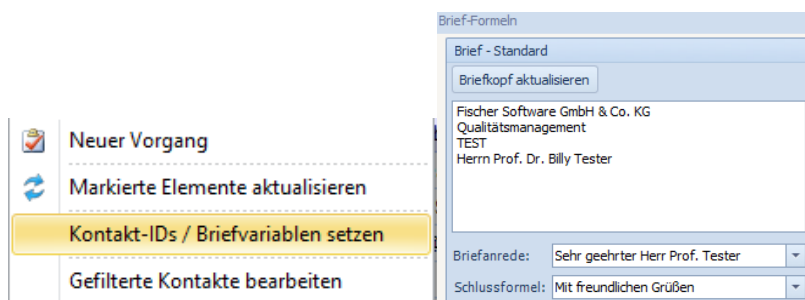 Neuer Vorgang
Markierte Elemente aktualisieren
Kontakt-IDs / Briefvariablen setzen
Gefilterte Kontakte bearbeiten
Brief-Formeln
Brief - Standard
Briefkopf aktualisieren
Fischer Software GmbH & Co. KG
Qualitätsmanagement
TEST
Herrn Prof. Dr. Billy Tester
Briefanrede: Sehr geehrter Herr Prof. Tester
Schlussformel: Mit freundlichen Grüßen